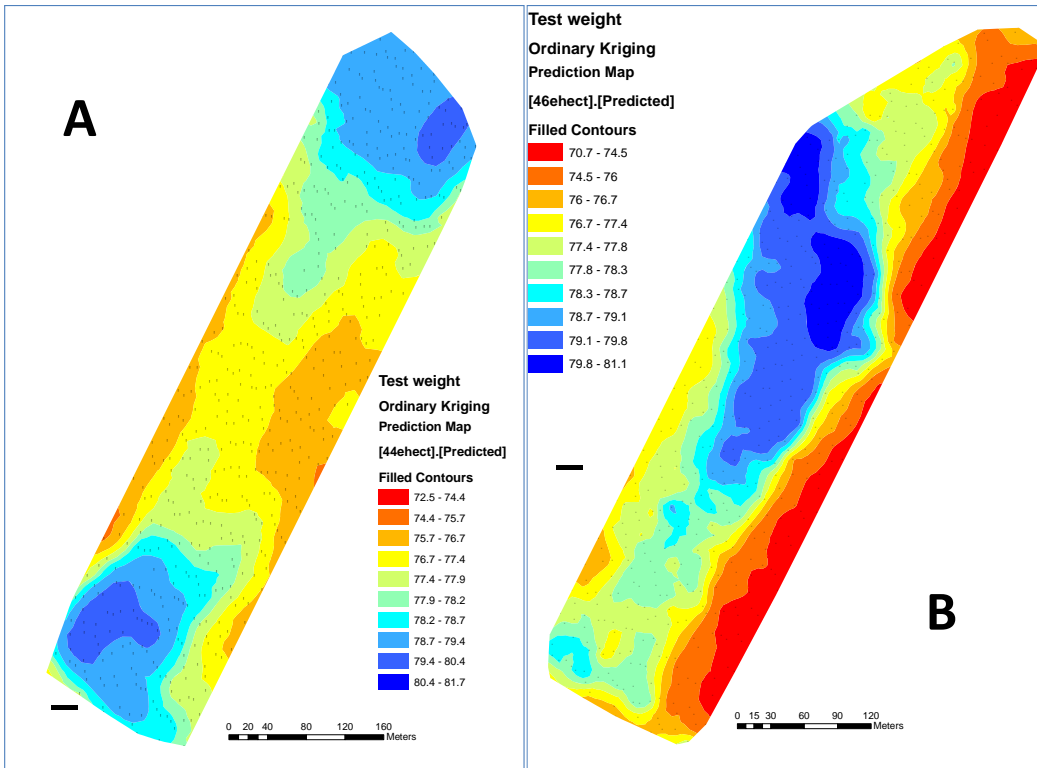 A
Test weight
Ordinary Kriging
Prediction Map
[44ehect].[Predicted]
Filled Contours
72.5 - 74.4
74.4 - 75.7
75.7 - 76.7
76.7 - 77.4
77.4 - 77.9
77.9 - 78.2
78.2 - 78.7
78.7 - 79.4
79.4 - 80.4
80.4 - 81.7
0 20 40 80 120 160
Meters
Test weight
Ordinary Kriging
Prediction Map
[46ehect].[Predicted]
Filled Contours
70.7 - 74.5
74.5 - 76
76 - 76.7
76.7 - 77.4
77.4 - 77.8
77.8 - 78.3
78.3 - 78.7
78.7 - 79.1
79.1 - 79.8
79.8 - 81.1
B
0 15 30 60 90 120
Meters